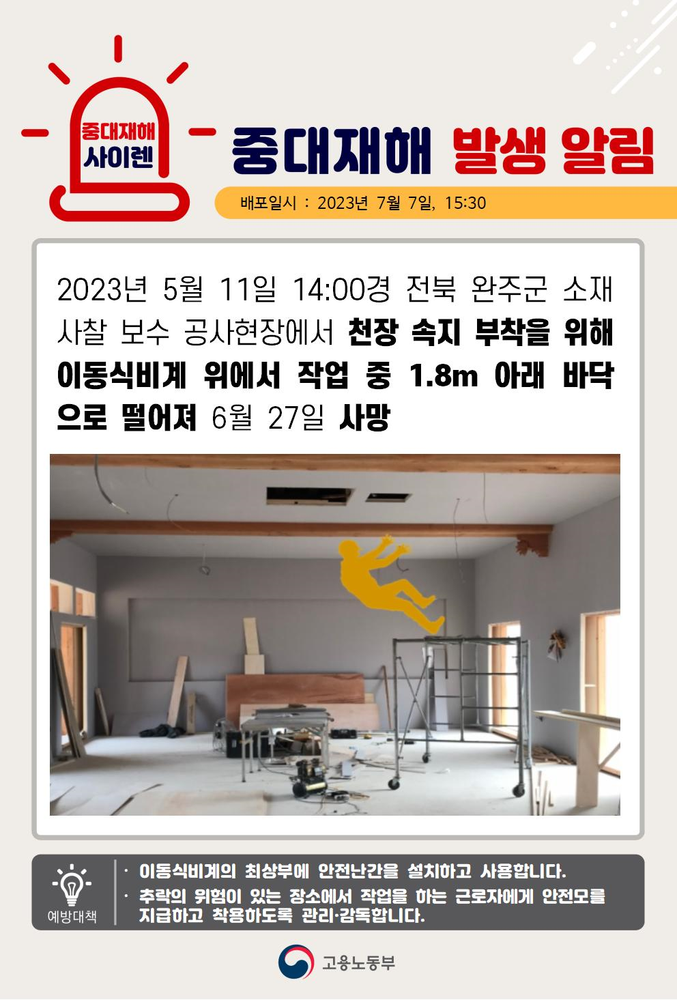 중대재해
사이렌
중대재해 발생 알림
배포일시 : 2023년 7월 7일, 15:30
2023년 5월 11일 14:00경 전북 완주군 소재
사찰 보수 공사현장에서 천장 속지 부착을 위해
이동식비계 위에서 작업 중 1.8m 아래 바닥
으로 떨어져 6월 27일 사망
· 이동식비계의 최상부에 안전난간을 설치하고 사용합니다.
· 추락의 위험이 있는 장소에서 작업을 하는 근로자에게 안전모를
지급하고 착용하도록 관리·감독합니다.
예방대책
고용노동부